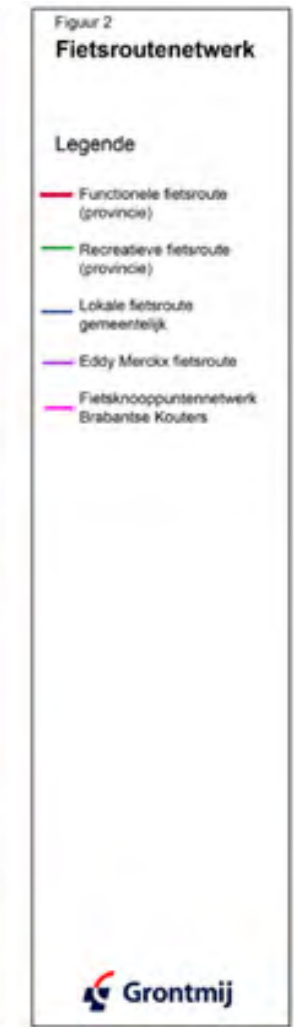 Figuur 2
Fietsroutenetwerk
Legende
Functionele fietsroute
(provincie)
Recreatieve fietsroute
(provincie)
Lokale fietsroute
gemeentelijk
Eddy Merckx fietsroute
Fietsknooppuntennetwerk
Brabantse Kouters
Grontmij